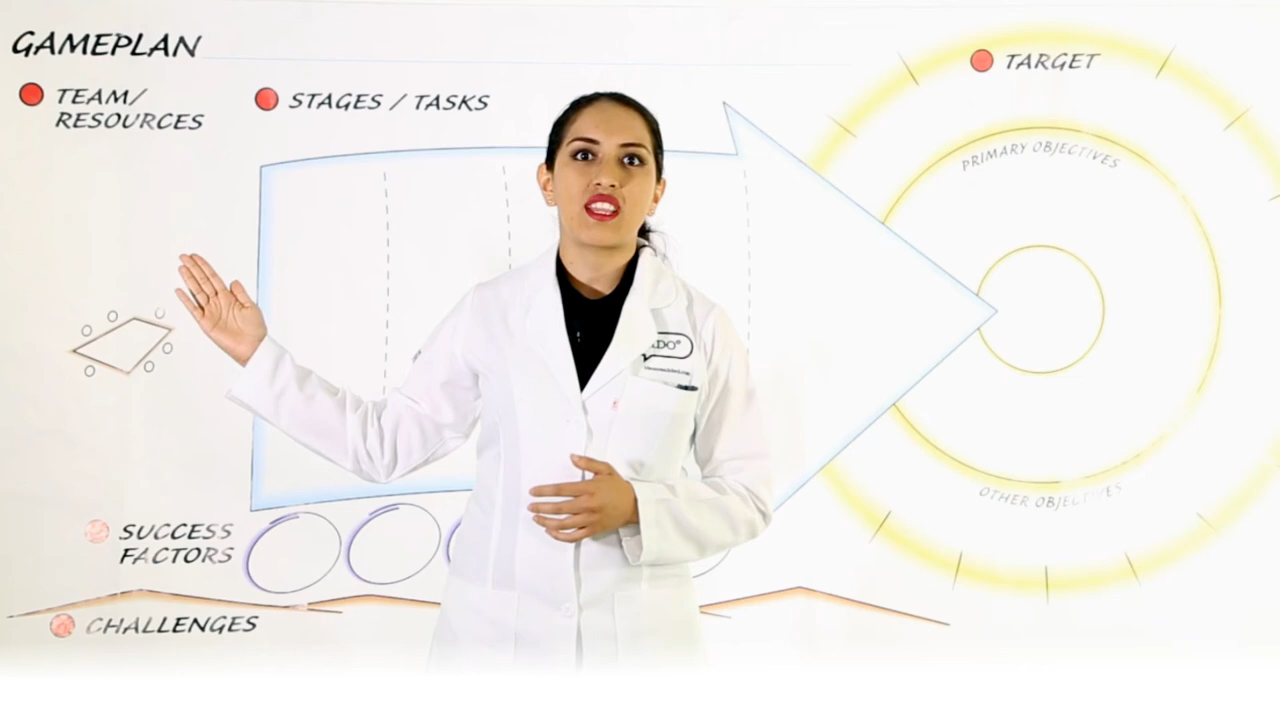 GAMEPLAN
TEAM/
RESOURCES
STAGES / TASKS
TARGET
PRIMARY OBJECTIVES
OTHER OBJECTIVES
SUCCESS
FACTORS
CHALLENGES